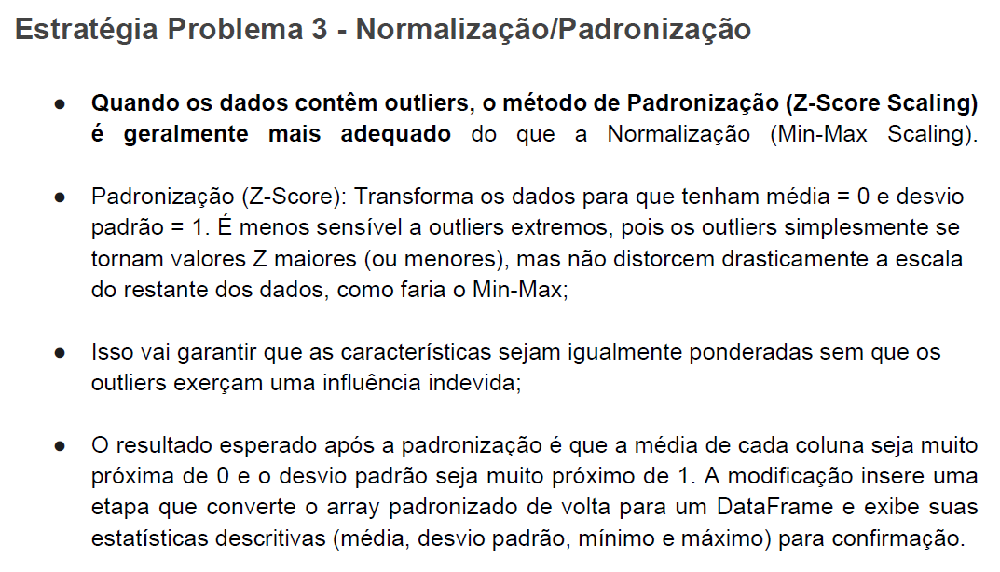 Estratégia Problema 3 - Normalização/Padronização
● Quando os dados contêm outliers, o método de Padronização (Z-Score Scaling)
é geralmente mais adequado do que a Normalização (Min-Max Scaling).
● Padronização (Z-Score): Transforma os dados para que tenham média = 0 e desvio
padrão = 1. É menos sensível a outliers extremos, pois os outliers simplesmente se
tornam valores Z maiores (ou menores), mas não distorcem drasticamente a escala
do restante dos dados, como faria o Min-Max;
● Isso vai garantir que as características sejam igualmente ponderadas sem que os
outliers exerçam uma influência indevida;
● O resultado esperado após a padronização é que a média de cada coluna seja muito
próxima de 0 e o desvio padrão seja muito próximo de 1. A modificação insere uma
etapa que converte o array padronizado de volta para um DataFrame e exibe suas
estatísticas descritivas (média, desvio padrão, mínimo e máximo) para confirmação.